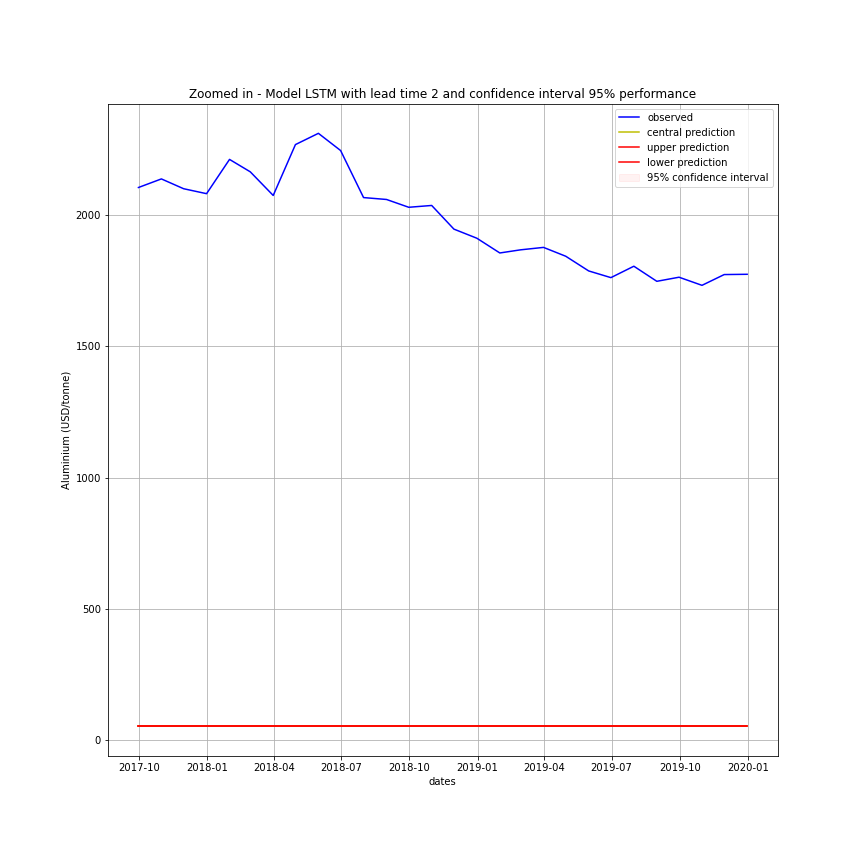 Zoomed in - Model LSTM with lead time 2 and confidence interval 95% performance
observed
central prediction
upper prediction
lower prediction
95% confidence interval
2000
1500
1000
500
0
Aluminium (USD/tonne)
2017-10 2018-01 2018-04 2018-07 2018-10 2019-01 2019-04 2019-07 2019-10 2020-01
dates